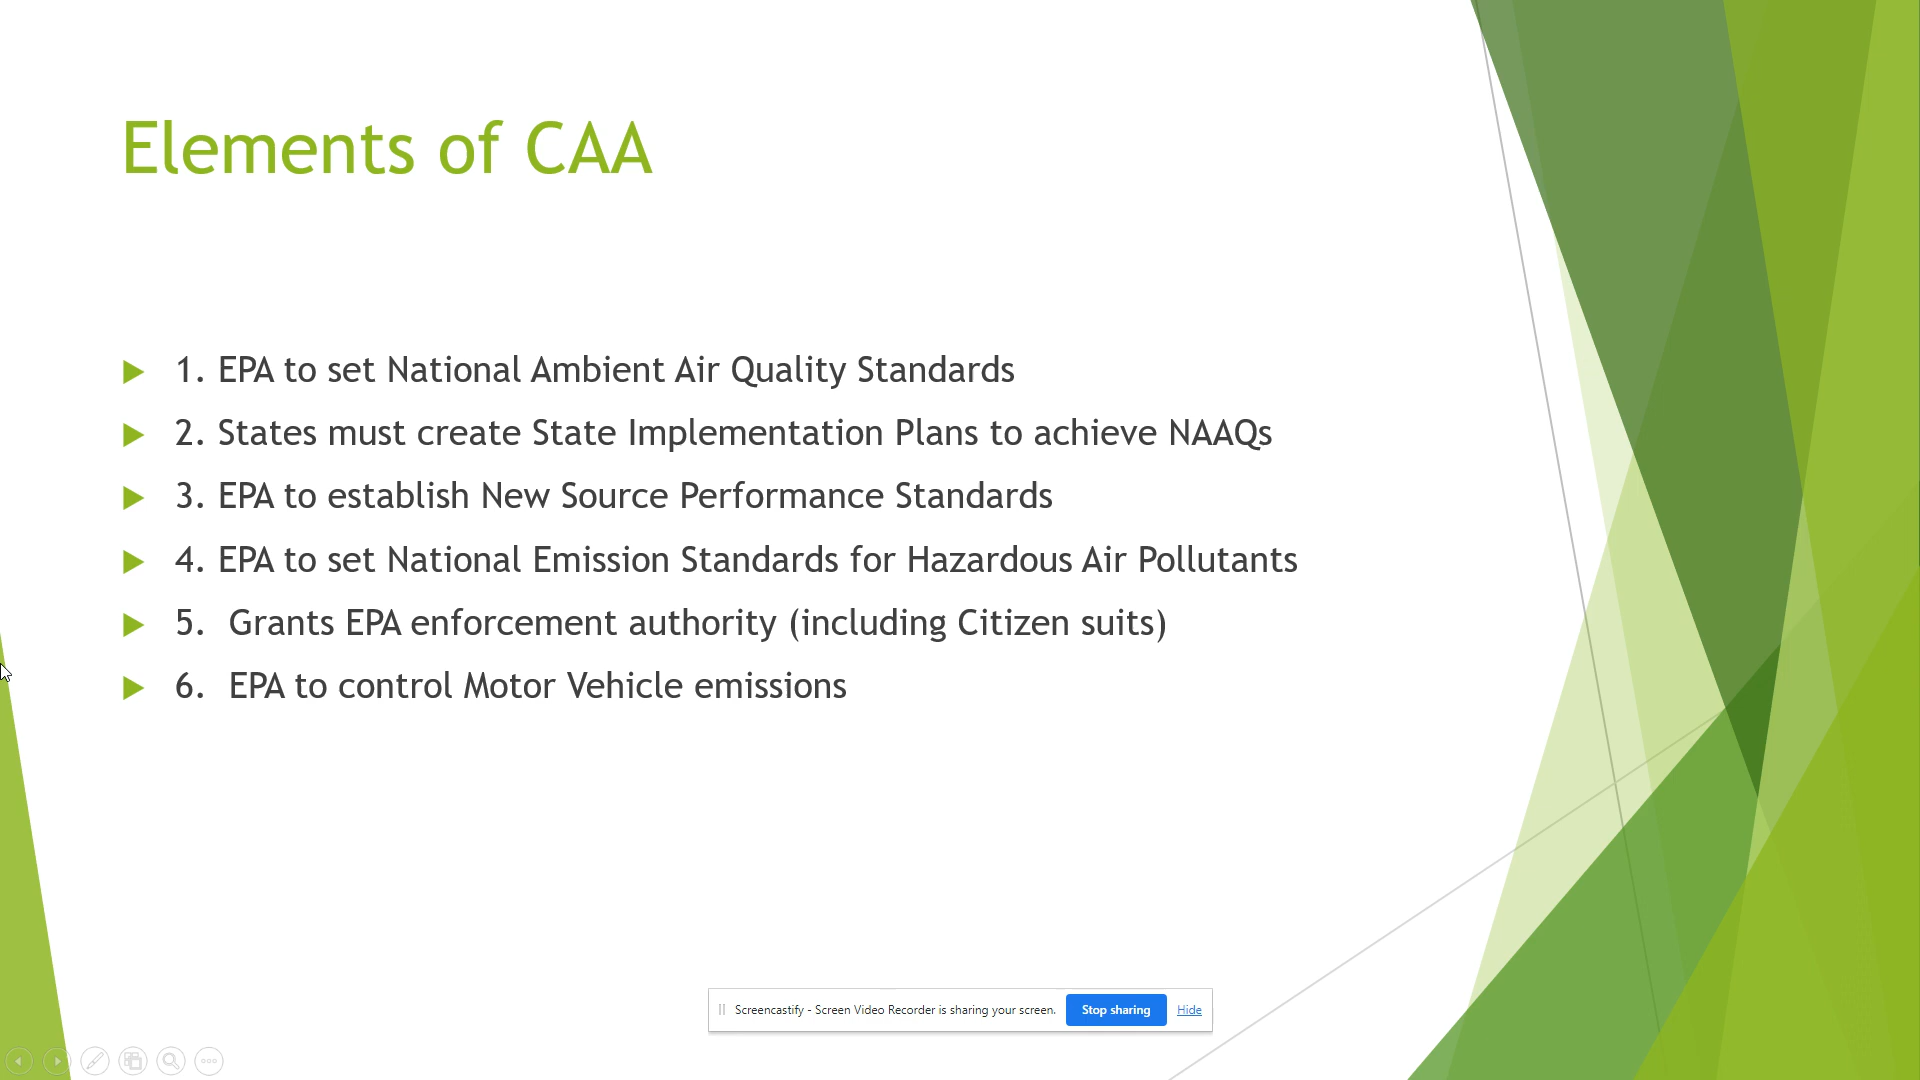 Elements of CAA
1. EPA to set National Ambient Air Quality Standards
2. States must create State Implementation Plans to achieve NAAQs
3. EPA to establish New Source Performance Standards
4. EPA to set National Emission Standards for Hazardous Air Pollutants
5.  Grants EPA enforcement authority (including Citizen suits)
6.  EPA to control Motor Vehicle emissions
Screencastify - Screen Video Recorder is sharing your screen. Stop sharing Hide